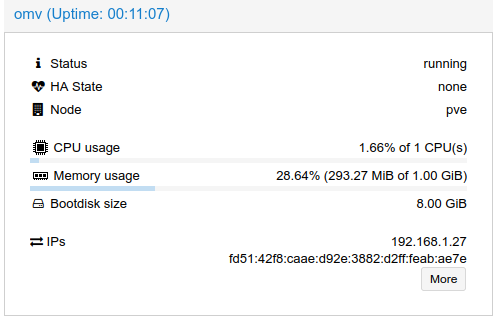 omv (Uptime: 00:11:07)
Status running
HA State none
Node pve
CPU usage 1.66% of 1 CPU(s)
Memory usage 28.64% (293.27 MiB of 1.00 GiB)
Bootdisk size 8.00 GiB
IPs 192.168.1.27
fd51:42f8:caae:d92e:3882:d2ff:feab:ae7e
More